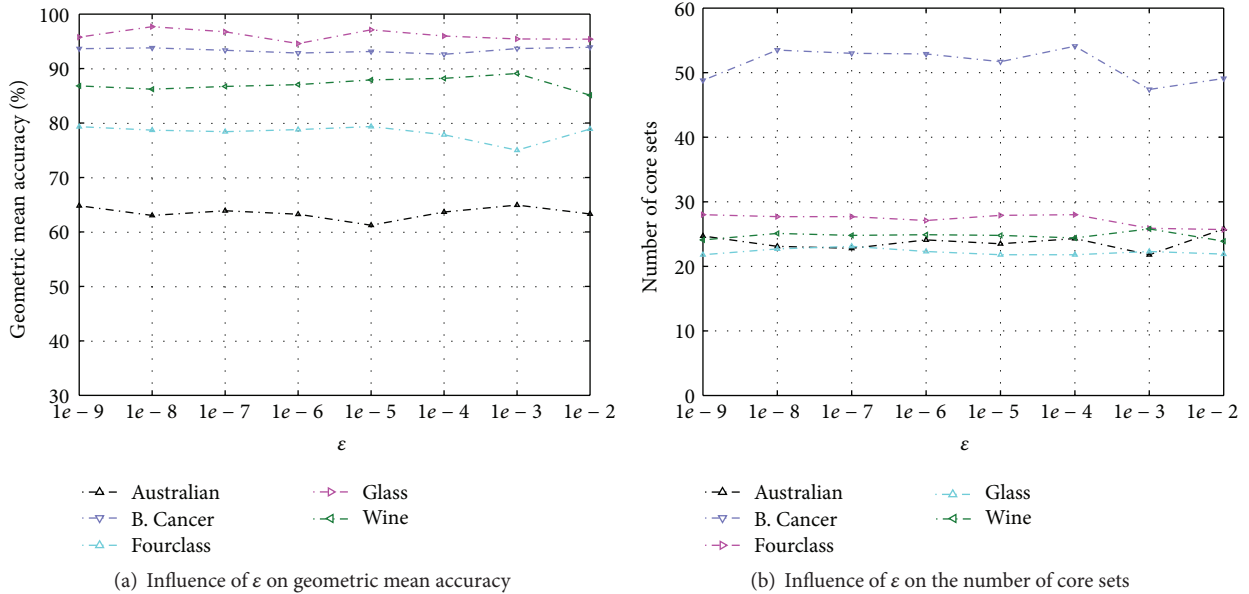 100
90
80
70
60
50
40
30
Geometric mean accuracy (%)
1e − 9 1e − 8 1e − 7 1e − 6 1e − 5 1e − 4 1e − 3 1e − 2
ε
Australian
B. Cancer
Fourclass
Glass
Wine
(a) Influence of ε on geometric mean accuracy
60
50
40
30
20
10
0
Number of core sets
1e − 9 1e − 8 1e − 7 1e − 6 1e − 5 1e − 4 1e − 3 1e − 2
ε
Australian
B. Cancer
Fourclass
Glass
Wine
(b) Influence of ε on the number of core sets